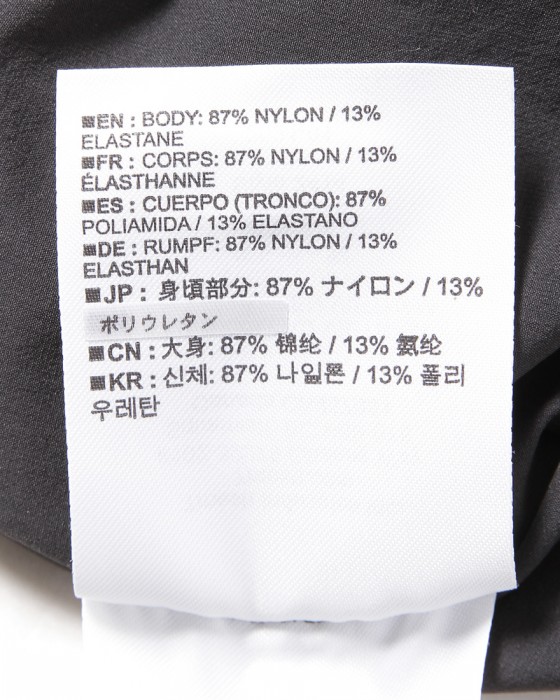 ■EN : BODY: 87% NYLON / 13%
ELASTANE
■FR : CORPS: 87% NYLON / 13%
ÉLASTHANNE
■ES : CUERPO (TRONCO): 87%
POLIAMIDA / 13% ELASTANO
■DE : RUMPF: 87% NYLON / 13%
ELASTHAN
■JP : 身頃部分: 87% ナイロン / 13%
ポリウレタン
■CN : 大身: 87% 锦纶 / 13% 氨纶
■KR : 신체: 87% 나일론 / 13% 폴리
우레탄